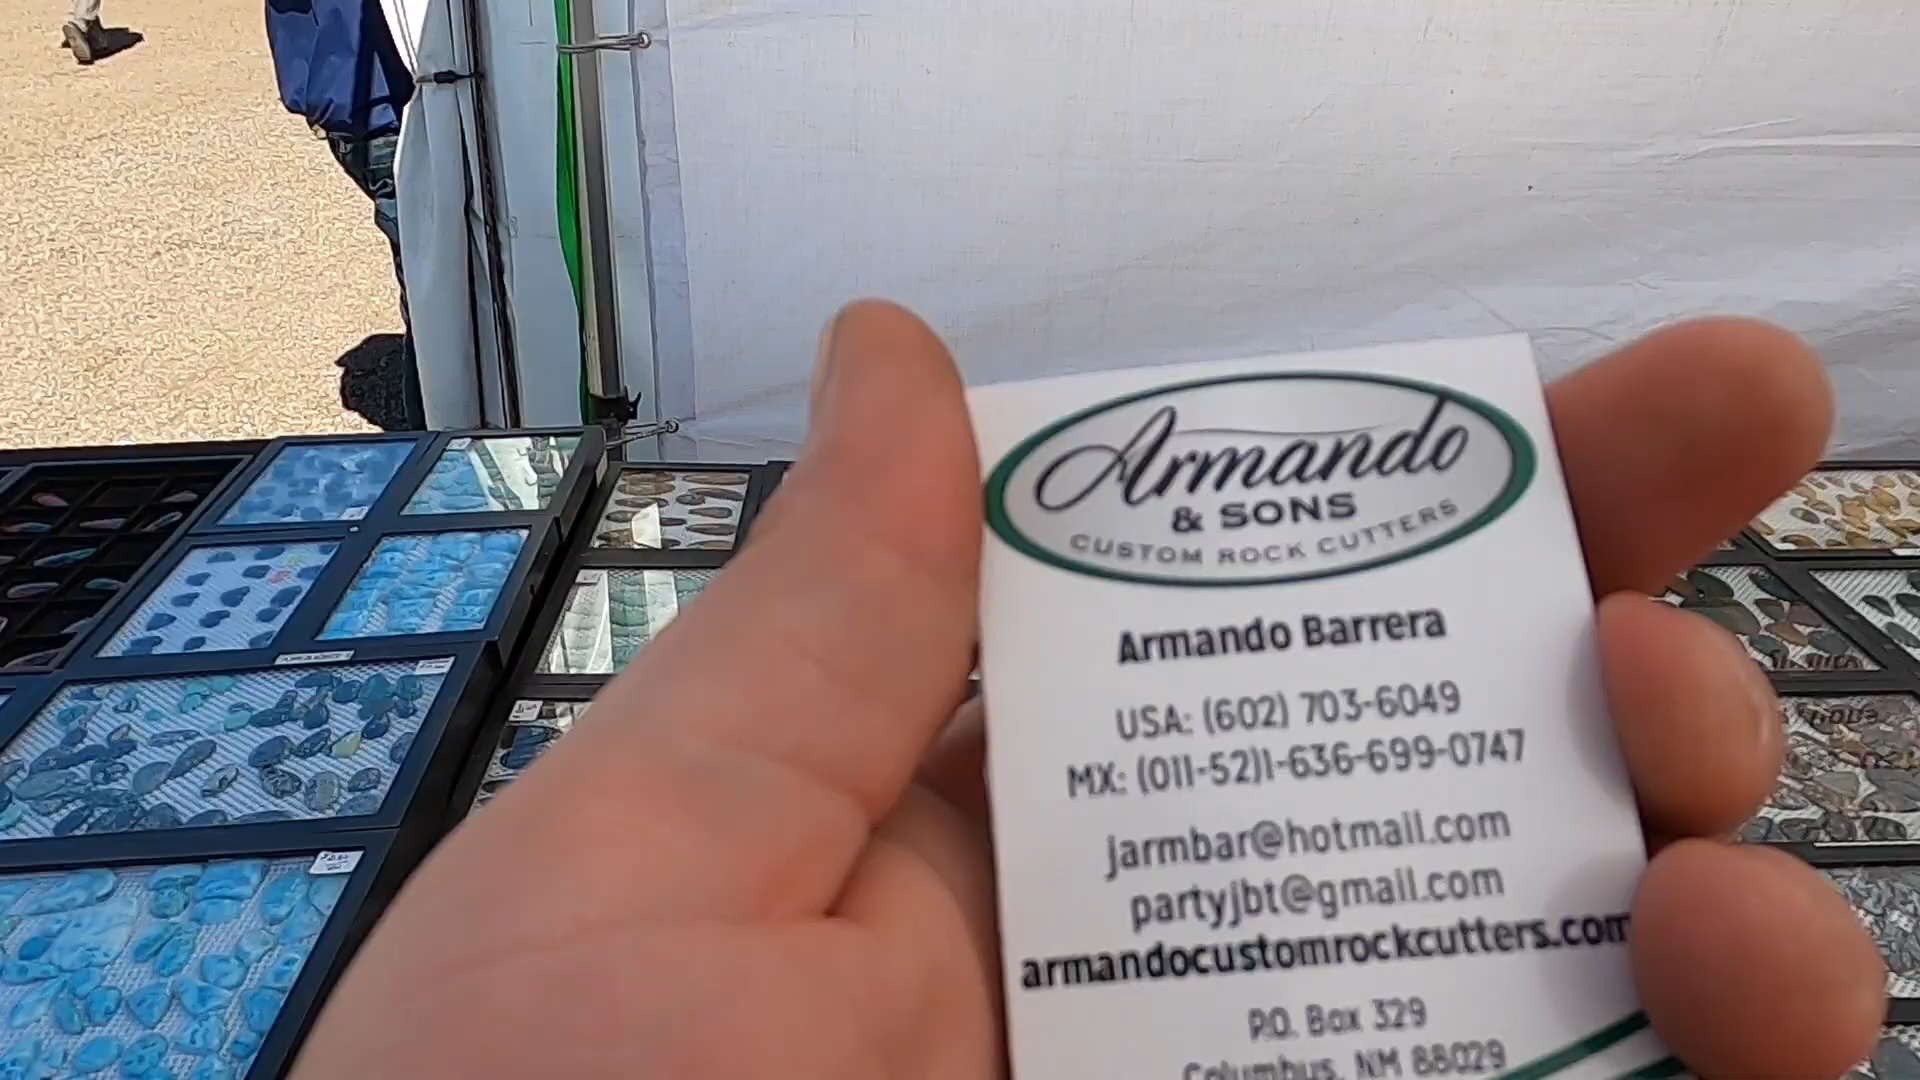 Armando
& SONS
CUSTOM ROCK CUTTERS
Armando Barrera
USA: (602) 703-6049
MX: (011-52)1-636-699-0747
jarmbar@hotmail.com
partyjbt@gmail.com
armandocustomrockcutters.com
P.O. Box 329
Columbus, NM 88029